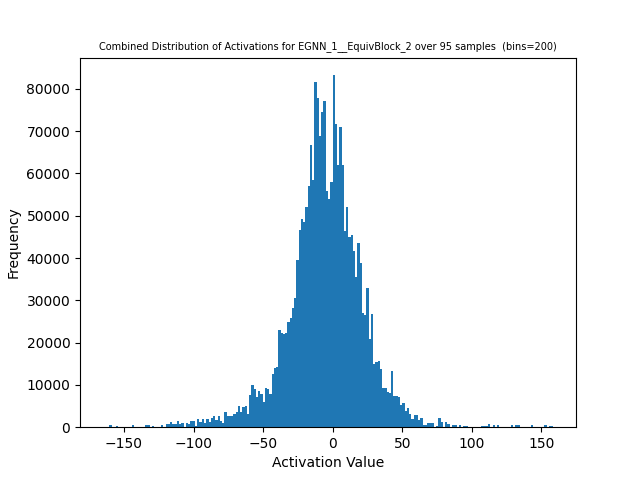 Combined Distribution of Activations for EGNN_1__EquivBlock_2 over 95 samples  (bins=200)
80000
70000
60000
50000
40000
30000
20000
10000
0
Frequency
−150 −100 −50 0 50 100 150
Activation Value